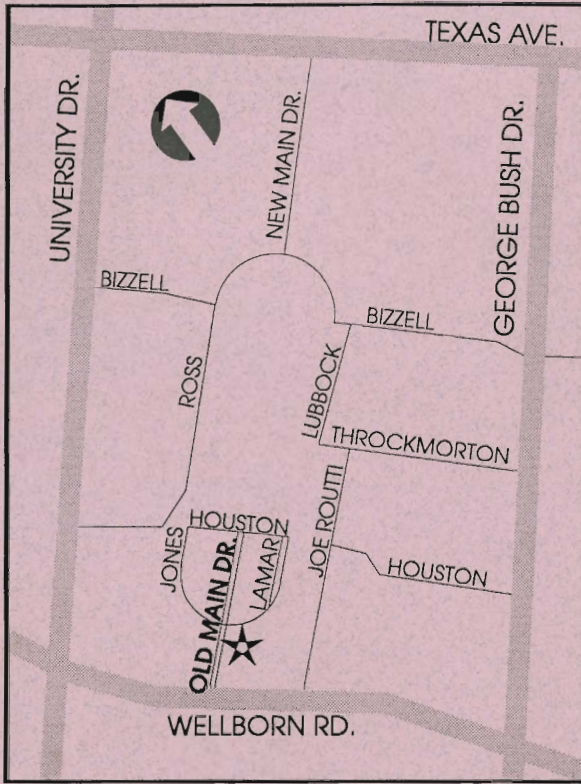 TEXAS AVE.
UNIVERSITY DR.
NEW MAIN DR.
GEORGE BUSH DR.
BIZZELL
BIZZELL
ROSS
LUBBOCK
THROCKMORTON
JOE ROUTTI
HOUSTON
JONES
OLD MAIN DR.
LAMAR
HOUSTON
WELLBORN RD.